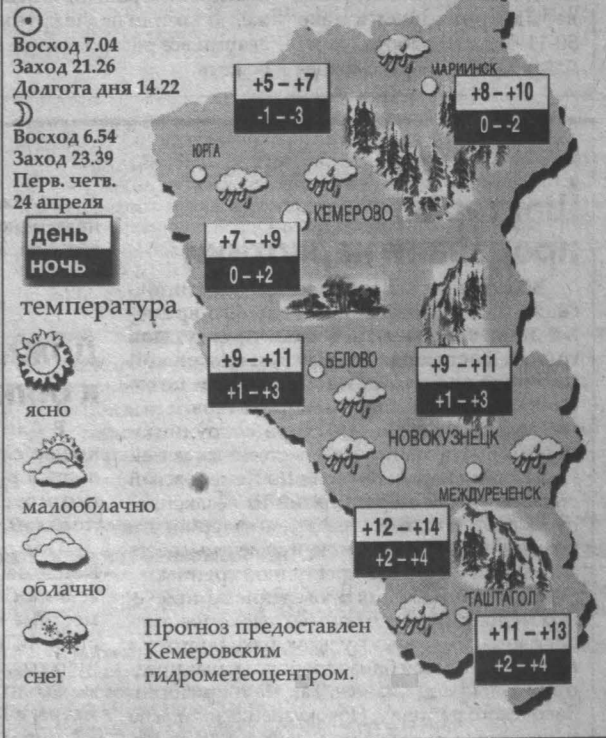 Восход 7.04
Заход 21.26
Долгота дня 14.22
Восход 6.54
Заход 23.39
Перв. четв.
24 апреля
день
ночь
температура
ясно
малооблачно
облачно
снег
+5 – +7
-1 – -3
МАРИИНСК
+8 – +10
0 – -2
ЮРГА
КЕМЕРОВО
+7 – +9
0 – +2
+9 – +11
+1 – +3
БЕЛОВО
+9 – +11
+1 – +3
НОВОКУЗНЕЦК
МЕЖДУРЕЧЕНСК
+12 – +14
+2 – +4
ТАШТАГОЛ
+11 – +13
+2 – +4
Прогноз предоставлен
Кемеровским
гидрометеоцентром.